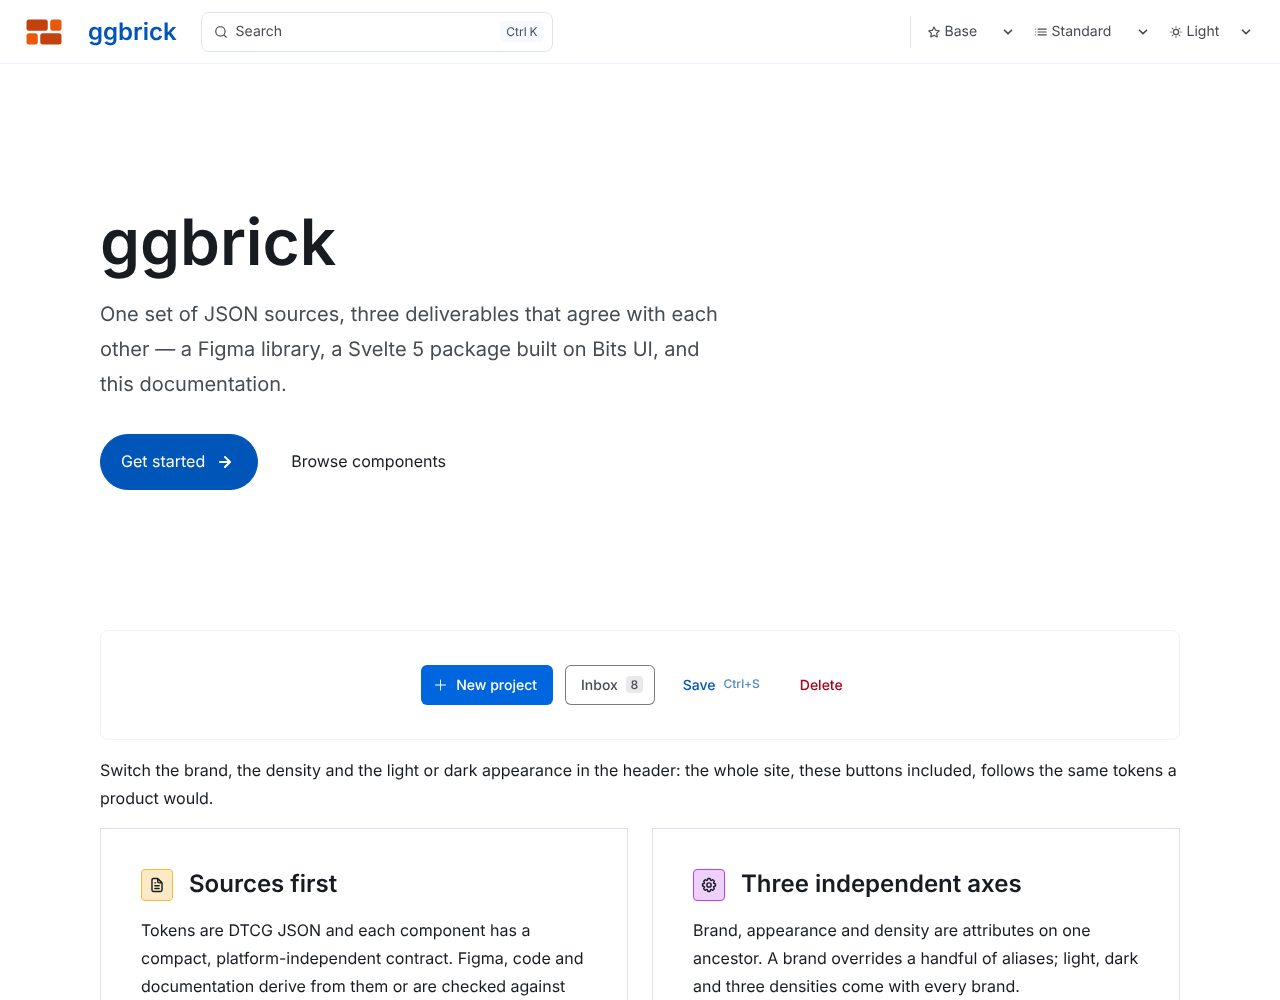 ggbrick
Search
Ctrl K
Base
Standard
Light
ggbrick
One set of JSON sources, three deliverables that agree with each
other — a Figma library, a Svelte 5 package built on Bits UI, and
this documentation.
Get started
Browse components
New project
Inbox 8
Save Ctrl+S
Delete
Switch the brand, the density and the light or dark appearance in the header: the whole site, these buttons included, follows the same tokens a
product would.
Sources first
Tokens are DTCG JSON and each component has a
compact, platform-independent contract. Figma, code and
documentation derive from them or are checked against
Three independent axes
Brand, appearance and density are attributes on one
ancestor. A brand overrides a handful of aliases; light, dark
and three densities come with every brand.